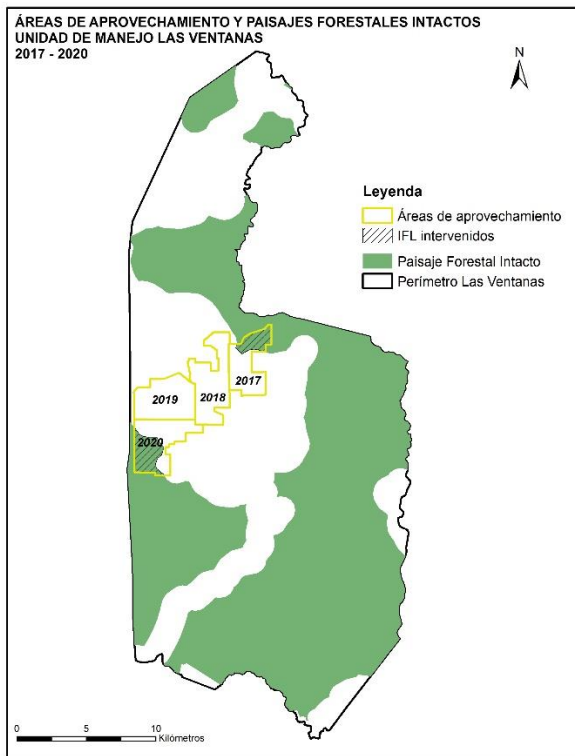 ÁREAS DE APROVECHAMIENTO Y PAISAJES FORESTALES INTACTOS
UNIDAD DE MANEJO LAS VENTANAS
2017 - 2020
N
Leyenda
Áreas de aprovechamiento
IFL intervenidos
Paisaje Forestal Intacto
Perímetro Las Ventanas
2017
2018
2019
2020
0 5 10
Kilómetros